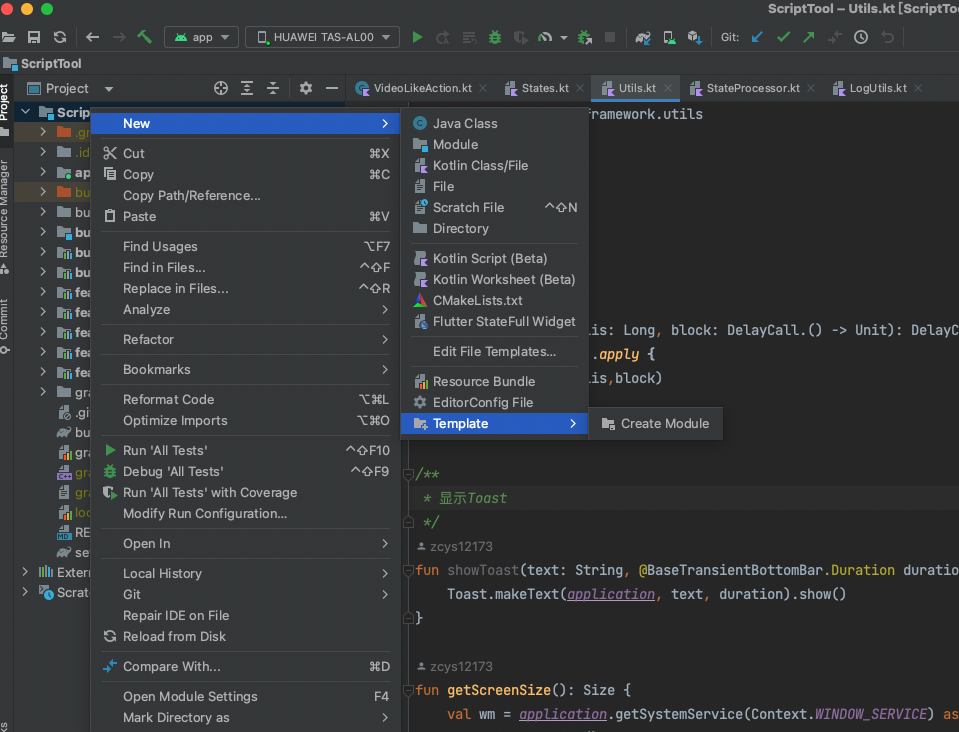 ScriptTool – Utils.kt [ScriptToo
app
HUAWEI TAS-AL00
Git:
ScriptTool
Project
VideoLikeAction.kt
States.kt
Utils.kt
StateProcessor.kt
LogUtils.kt
Project
Resource Manager
Commit
Scrip
.gr
.id
ap
bu
bu
bu
bu
bu
fea
fea
fea
fea
fea
gra
.git
bu
gra
gra
gra
loc
RE
set
Extern
Scratc
New
Cut ⌘X
Copy ⌘C
Copy Path/Reference...
Paste ⌘V
Find Usages ⌥F7
Find in Files... ^⇧F
Replace in Files... ^⇧R
Analyze
Refactor
Bookmarks
Reformat Code ⌥⌘L
Optimize Imports ⌥⌘O
Run 'All Tests' ^⇧F10
Debug 'All Tests' ^⇧F9
Run 'All Tests' with Coverage
Modify Run Configuration...
Open In
Local History
Git
Repair IDE on File
Reload from Disk
Compare With... ⌘D
Open Module Settings F4
Mark Directory as
Java Class
Module
Kotlin Class/File
File
Scratch File ^⇧N
Directory
Kotlin Script (Beta)
Kotlin Worksheet (Beta)
CMakeLists.txt
Flutter StateFull Widget
Edit File Templates...
Resource Bundle
EditorConfig File
Template
Create Module
framework.utils
is: Long, block: DelayCall.() -> Unit): DelayC
.apply {
is,block)
/**
* 显示Toast
*/
zcys12173
fun showToast(text: String, @BaseTransientBottomBar.Duration duratio
Toast.makeText(application, text, duration).show()
}
zcys12173
fun getScreenSize(): Size {
val wm = application.getSystemService(Context.WINDOW_SERVICE) as